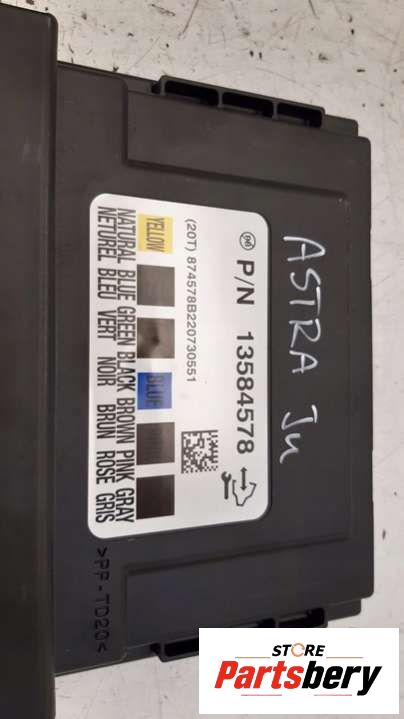 ASTRA Ju
P/N 13584578
(20T) 874578B220730551
YELLOW BLUE
NATURAL BLUE GREEN BLACK BROWN PINK GRAY
NETUREL BLEU VERT NOIR BRUN ROSE GRIS
>PP-TD20<
STORE
Partsbery